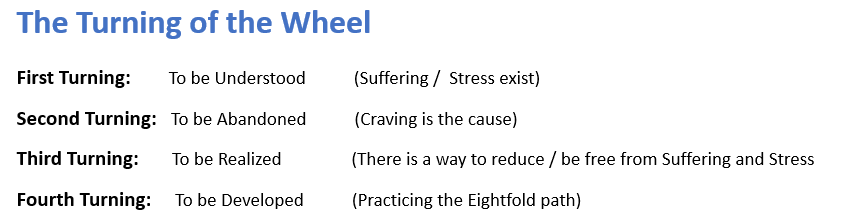 The Turning of the Wheel
First Turning: To be Understood (Suffering / Stress exist)
Second Turning: To be Abandoned (Craving is the cause)
Third Turning: To be Realized (There is a way to reduce / be free from Suffering and Stress
Fourth Turning: To be Developed (Practicing the Eightfold path)